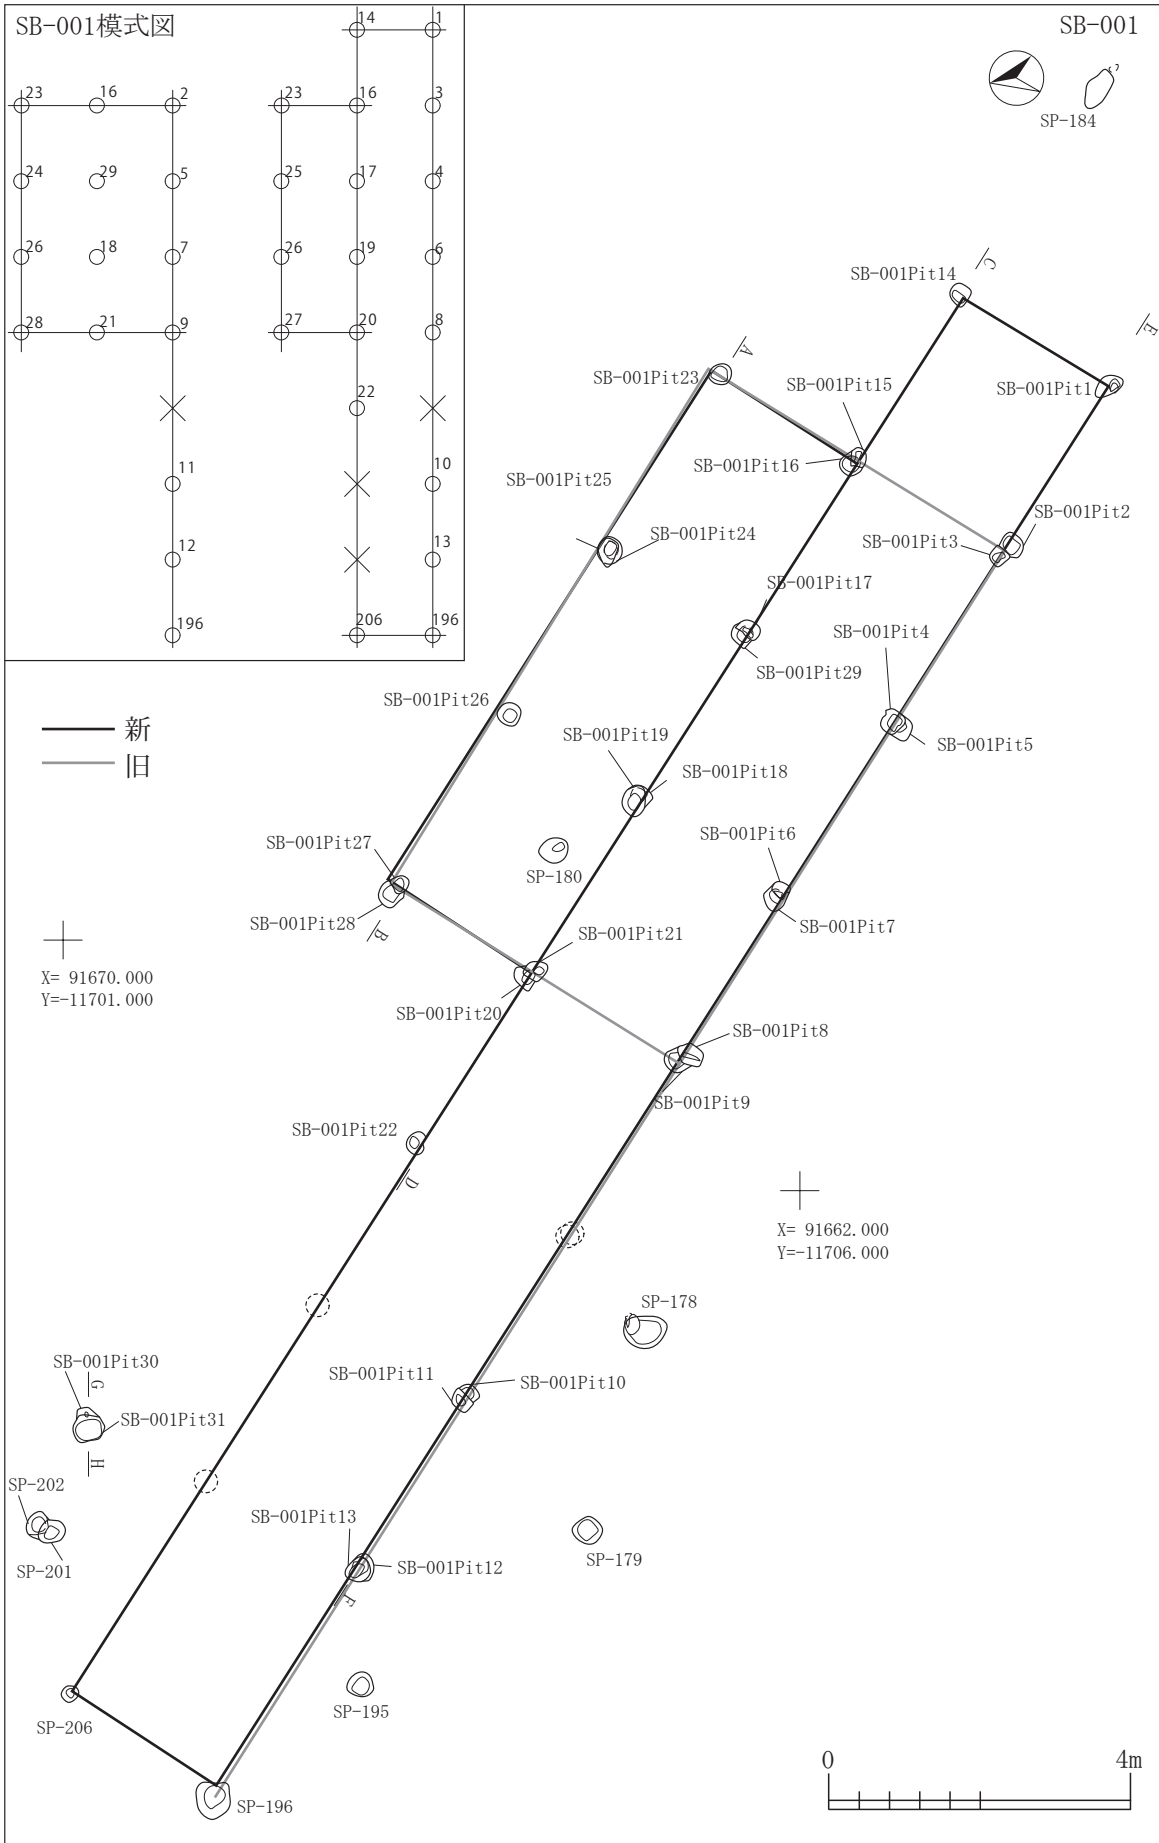 SB-001模式図
SB-001
14
1
23
16
2
23
16
3
24
29
5
25
17
4
26
18
7
26
19
6
28
21
9
27
20
8
22
11
10
12
13
196
206
196
SP-184
C
SB-001Pit14
E
A
SB-001Pit23
SB-001Pit15
SB-001Pit1
SB-001Pit16
SB-001Pit25
SB-001Pit2
SB-001Pit24
SB-001Pit3
SB-001Pit17
SB-001Pit4
SB-001Pit29
SB-001Pit26
新
SB-001Pit19
SB-001Pit5
旧
SB-001Pit18
SB-001Pit6
SB-001Pit27
SP-180
SB-001Pit28
SB-001Pit7
B
SB-001Pit21
X= 91670.000
Y=-11701.000
SB-001Pit20
SB-001Pit8
SB-001Pit9
SB-001Pit22
D
X= 91662.000
Y=-11706.000
SP-178
SB-001Pit30
G
SB-001Pit11
SB-001Pit10
SB-001Pit31
H
SP-202
SB-001Pit13
SP-179
SB-001Pit12
SP-201
F
SP-195
SP-206
0
4m
SP-196